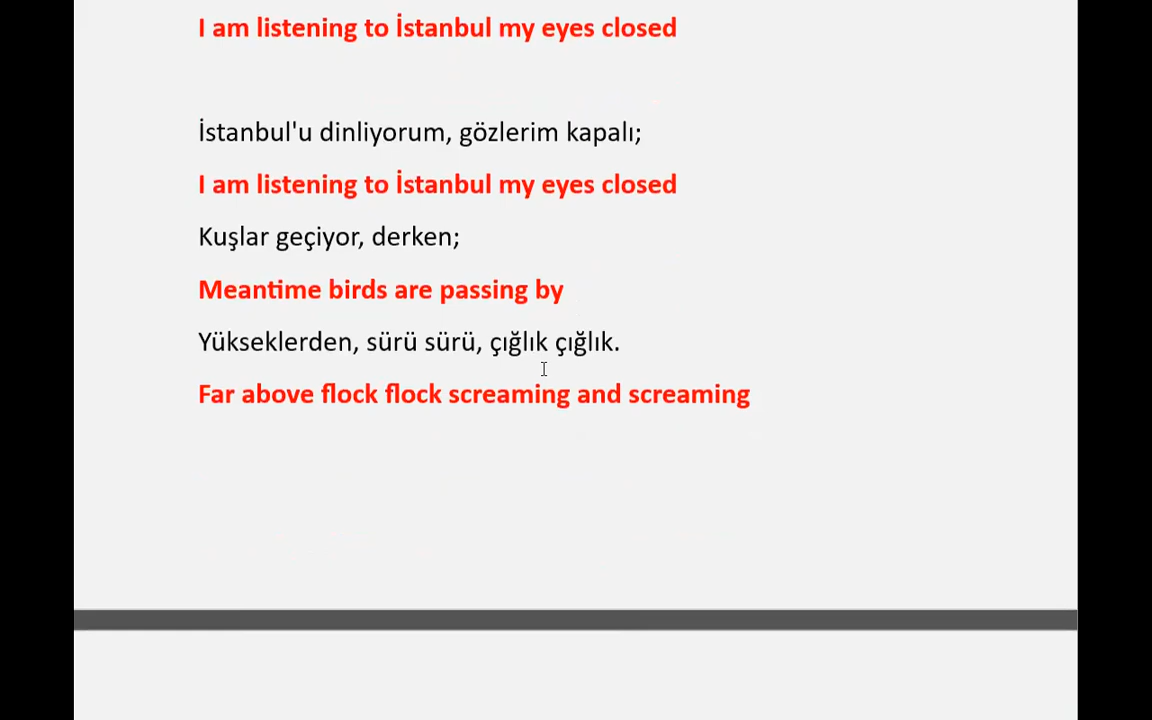 I am listening to İstanbul my eyes closed
İstanbul'u dinliyorum, gözlerim kapalı;
I am listening to İstanbul my eyes closed
Kuşlar geçiyor, derken;
Meantime birds are passing by
Yükseklerden, sürü sürü, çığlık çığlık.
Far above flock flock screaming and screaming